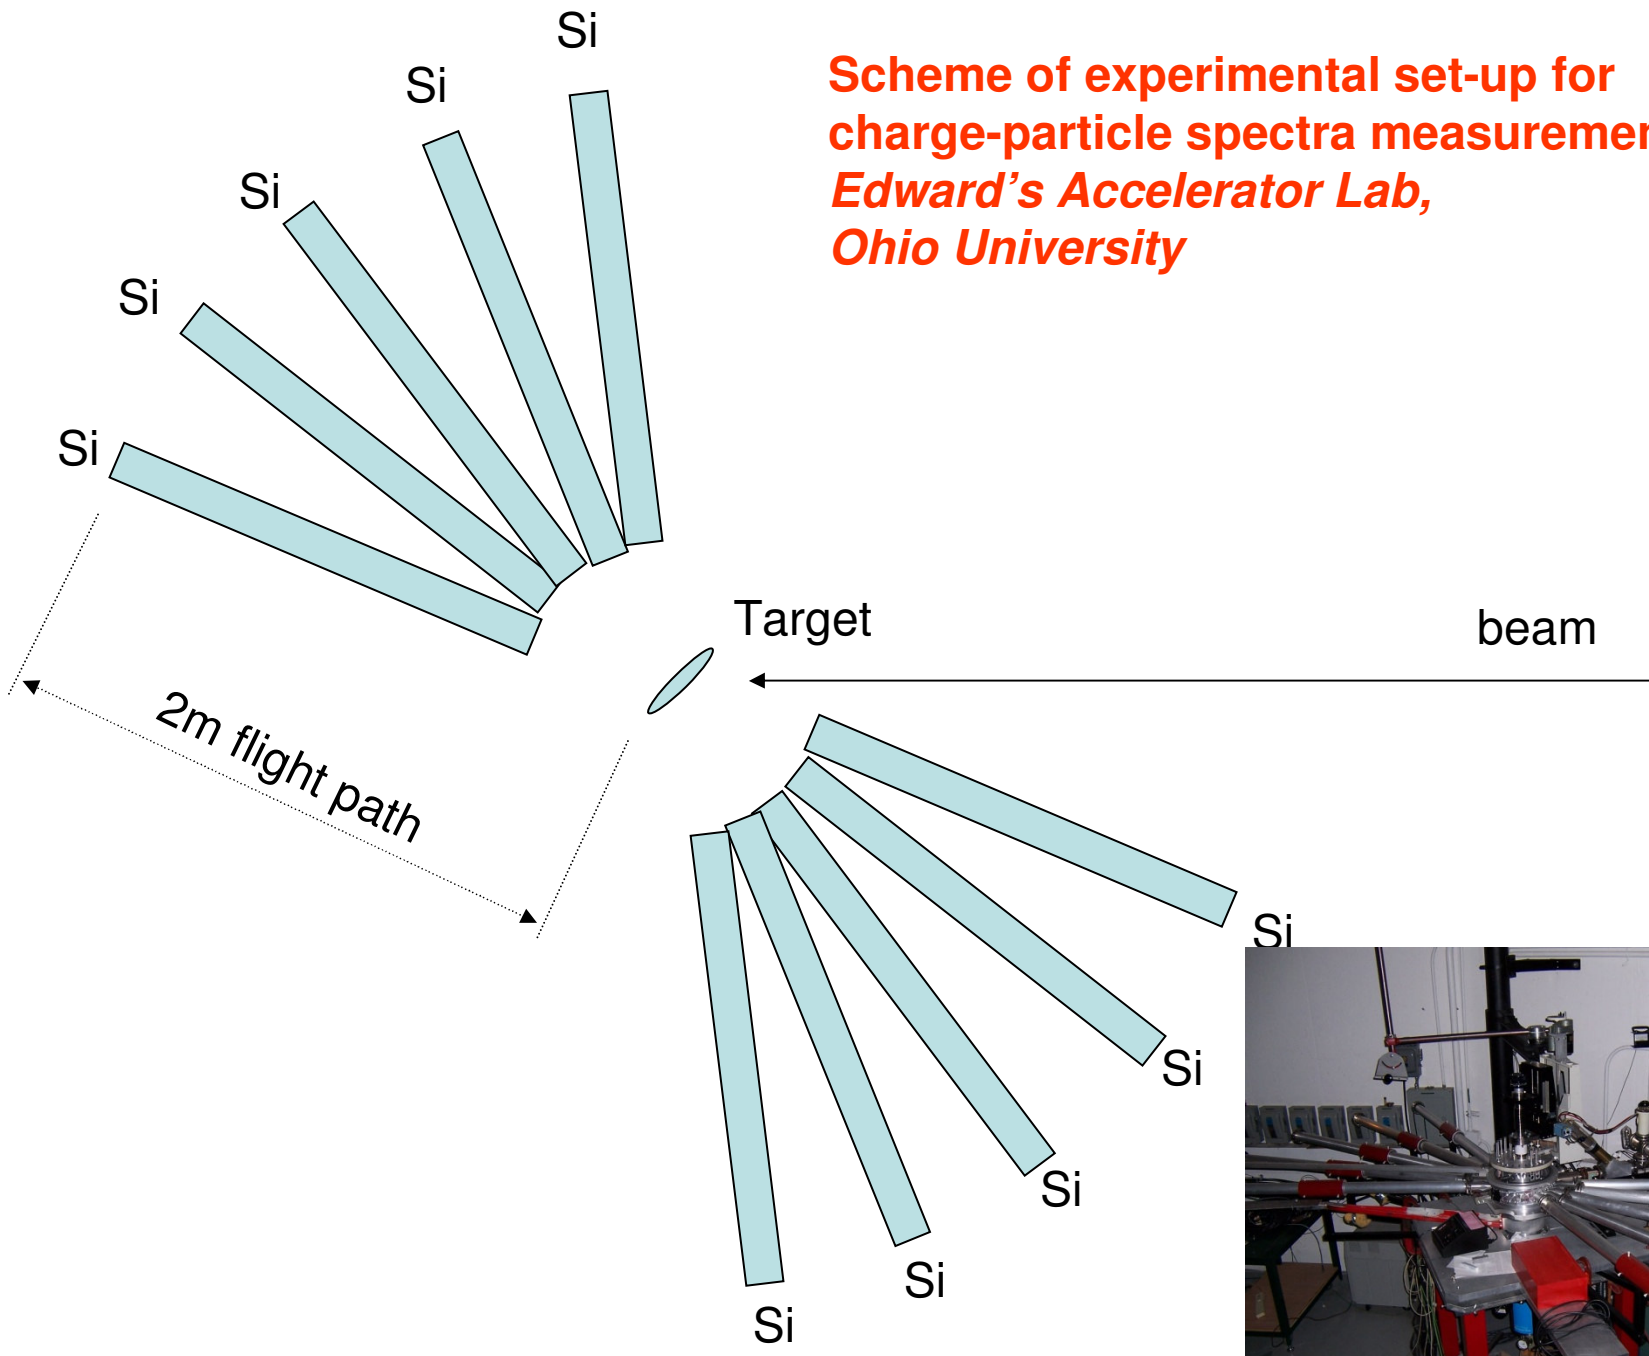 Si
Si
Scheme of experimental set-up for
charge-particle spectra
Edward’s Accelerator Lab,
Ohio University
Si
Si
Si
Target
beam
2m flight path
Si
Si
Si
Si
Si